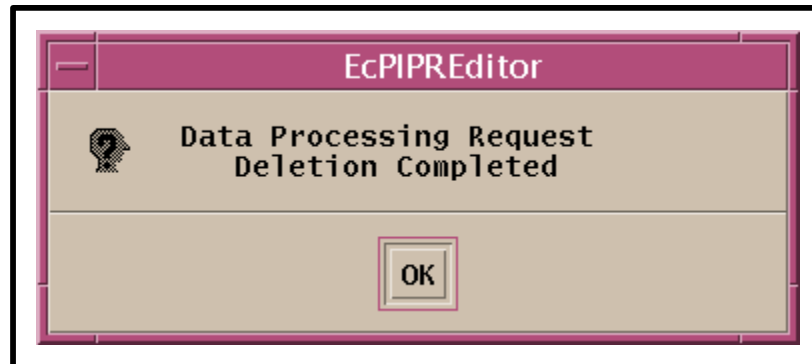 EcPlPREditor
Data Processing Request
Deletion Completed
?
OK